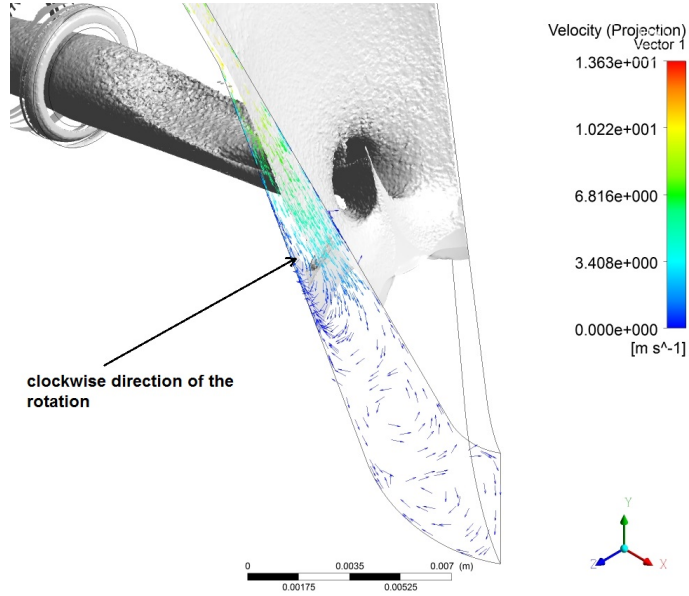 Velocity (Projection)
Vector 1
1.363e+001
1.022e+001
6.816e+000
3.408e+000
0.000e+000
[m s^-1]
clockwise direction of the
rotation
Y
Z
X
0 0.0035 0.007 (m)
0.00175 0.00525